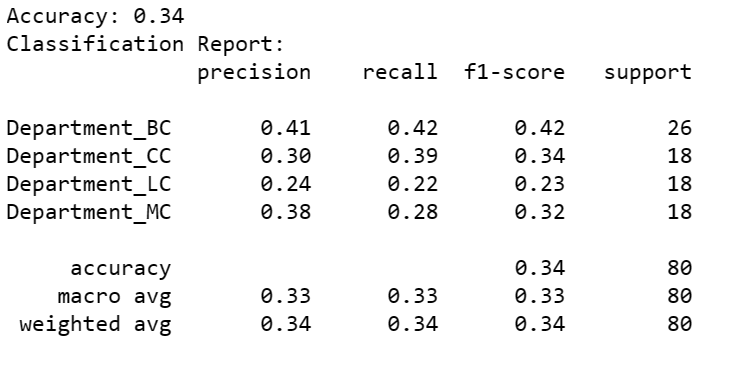 Accuracy: 0.34
Classification Report:
precision recall f1-score support
Department_BC 0.41 0.42 0.42 26
Department_CC 0.30 0.39 0.34 18
Department_LC 0.24 0.22 0.23 18
Department_MC 0.38 0.28 0.32 18
accuracy 0.34 80
macro avg 0.33 0.33 0.33 80
weighted avg 0.34 0.34 0.34 80